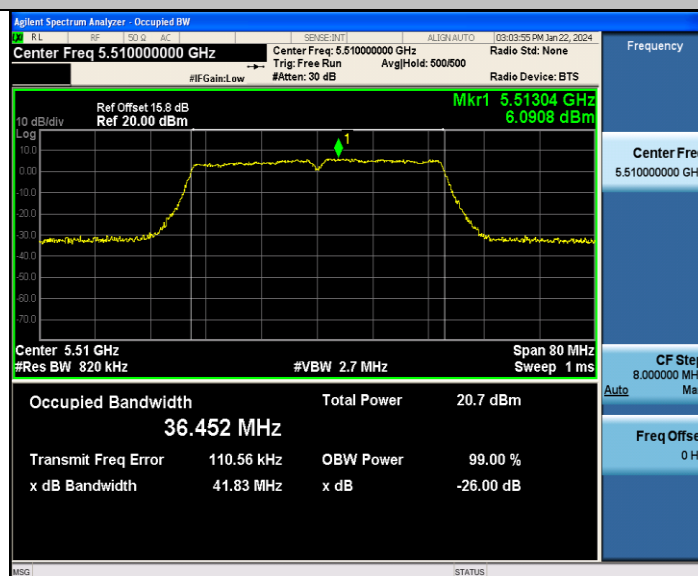 Agilent Spectrum Analyzer - Occupied BW
RL RF 50 Ω AC SENSE:INT ALIGN AUTO 03:03:55 PM Jan 22, 2024
Center Freq 5.510000000 GHz
Center Freq: 5.510000000 GHz
Radio Std: None
Trig: Free Run Avg|Hold: 500/500
#IFGain:Low #Atten: 30 dB Radio Device: BTS
Ref Offset 15.8 dB
Mkr1 5.51304 GHz
10 dB/div Ref 20.00 dBm
6.0908 dBm
Log
1
10.0
0.00
-10.0
-20.0
-30.0
-40.0
-50.0
-60.0
-70.0
Center 5.51 GHz Span 80 MHz
#Res BW 820 kHz #VBW 2.7 MHz Sweep 1 ms
Occupied Bandwidth Total Power 20.7 dBm
36.452 MHz
Transmit Freq Error 110.56 kHz OBW Power 99.00 %
x dB Bandwidth 41.83 MHz x dB -26.00 dB
MSG STATUS
Frequency
Center Fre
5.510000000 GH
CF Step
8.000000 MH
Auto Ma
Freq Offse
0 H